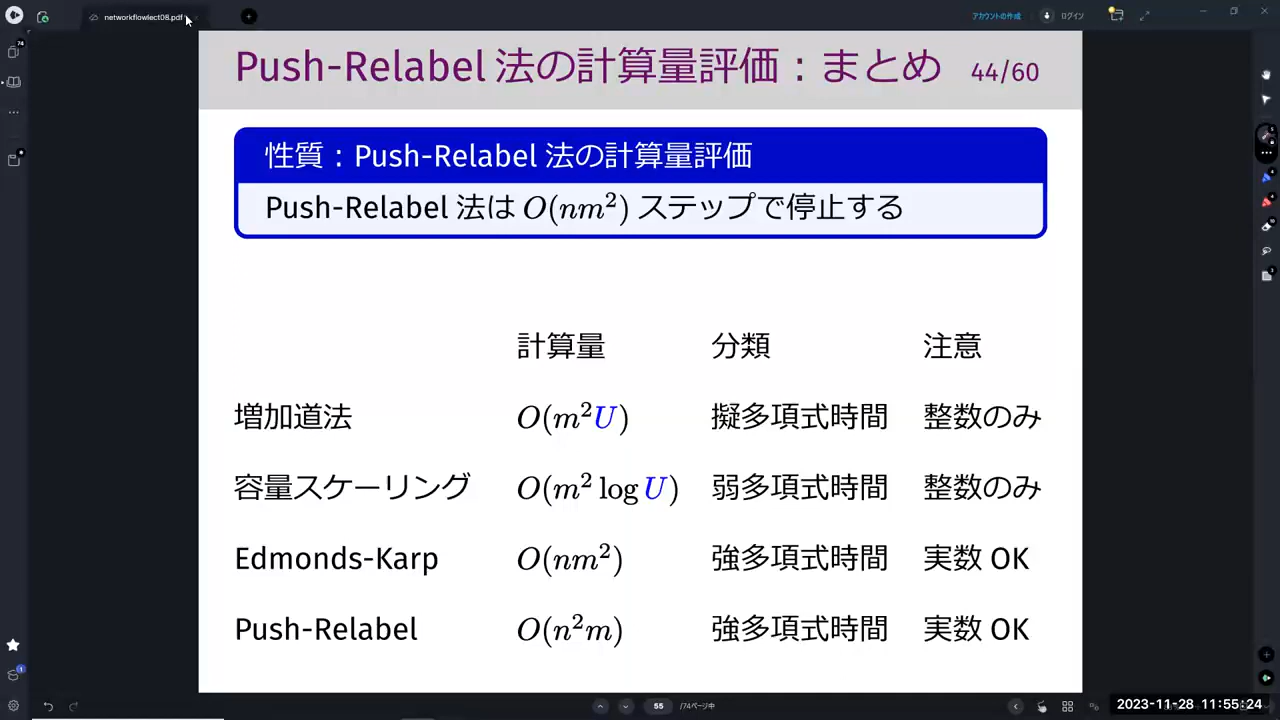 networkflowlect08.pdf
アカウントの作成
ログイン
74
Push-Relabel 法の計算量評価：まとめ 44/60
性質：Push-Relabel 法の計算量評価
Push-Relabel 法は O(nm²) ステップで停止する
計算量 分類 注意
増加道法 O(m²U) 擬多項式時間 整数のみ
容量スケーリング O(m² log U) 弱多項式時間 整数のみ
Edmonds-Karp O(nm²) 強多項式時間 実数 OK
Push-Relabel O(n²m) 強多項式時間 実数 OK
55 /74ページ中
2023-11-28 11:55:24